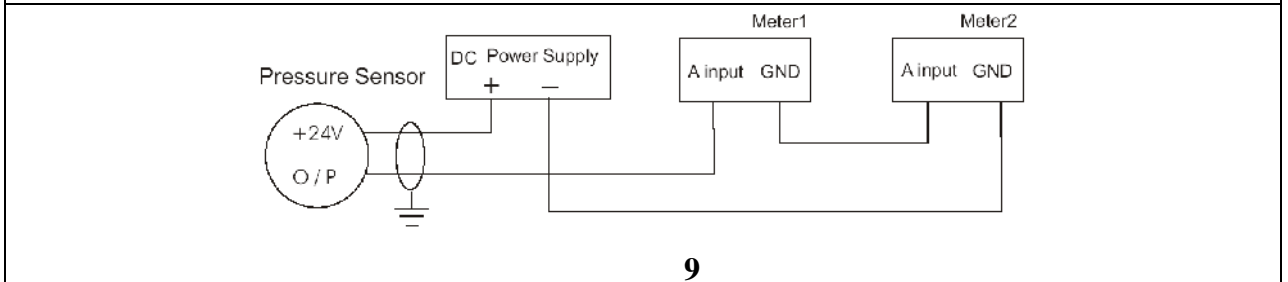 Meter1 Meter2
DC Power Supply
+ −
A input GND
A input GND
Pressure Sensor
+24V
O / P
9